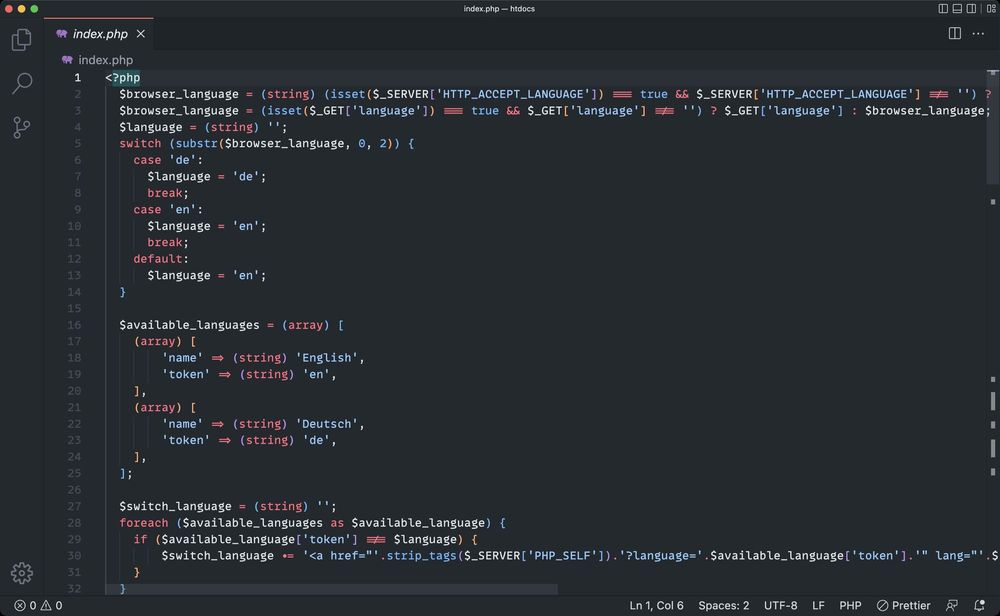 index.php — htdocs
index.php
index.php
1 <?php
2 $browser_language = (string) (isset($_SERVER['HTTP_ACCEPT_LANGUAGE']) === true && $_SERVER['HTTP_ACCEPT_LANGUAGE'] !== '') ?
3 $browser_language = (isset($_GET['language']) === true && $_GET['language'] !== '') ? $_GET['language'] : $browser_language;
4 $language = (string) '';
5 switch (substr($browser_language, 0, 2)) {
6 case 'de':
7 $language = 'de';
8 break;
9 case 'en':
10 $language = 'en';
11 break;
12 default:
13 $language = 'en';
14 }
15
16 $available_languages = (array) [
17 (array) [
18 'name' => (string) 'English',
19 'token' => (string) 'en',
20 ],
21 (array) [
22 'name' => (string) 'Deutsch',
23 'token' => (string) 'de',
24 ],
25 ];
26
27 $switch_language = (string) '';
28 foreach ($available_languages as $available_language) {
29 if ($available_language['token'] !== $language) {
30 $switch_language .= '<a href="'.strip_tags($_SERVER['PHP_SELF']).'?language='.$available_language['token'].'" lang="'.$
31 }
32 }
0 0 Ln 1, Col 6 Spaces: 2 UTF-8 LF PHP Prettier